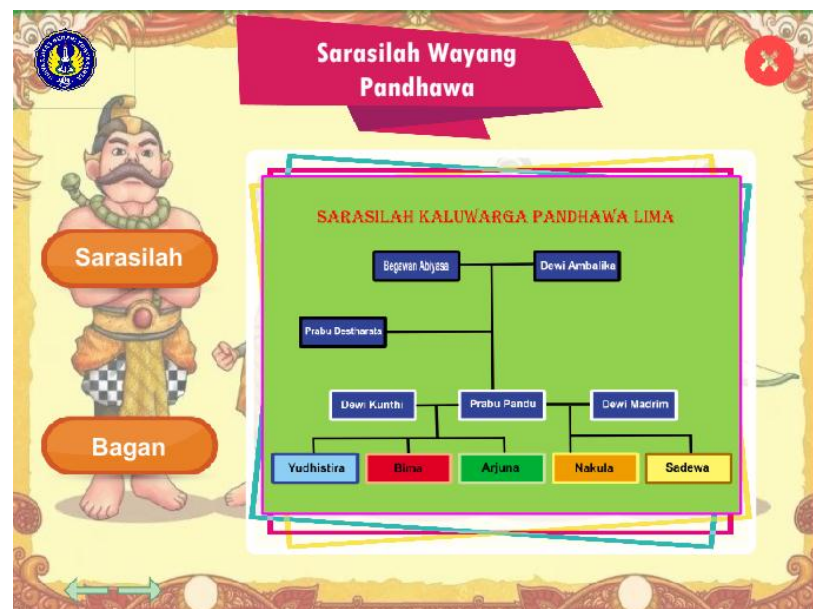 Sarasilah Wayang
Pandhawa
SARASILAH KALUWARGA PANDHAWA LIMA
Begawan Abiyasa
Dewi Ambalika
Sarasilah
Prabu Destharata
Dewi Kunthi
Prabu Pandu
Dewi Madrim
Bagan
Yudhistira
Bima
Arjuna
Nakula
Sadewa